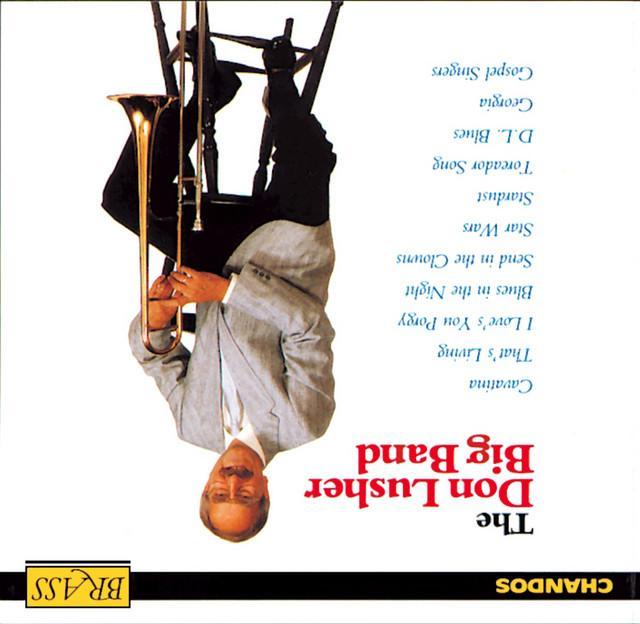 CHANDOS
BRASS
The
Don Lusher
Big Band
Cavatina
That's Living
I Love's You Porgy
Blues in the Night
Send in the Clowns
Star Wars
Stardust
Toreador Song
D.L. Blues
Georgia
Gospel Singers